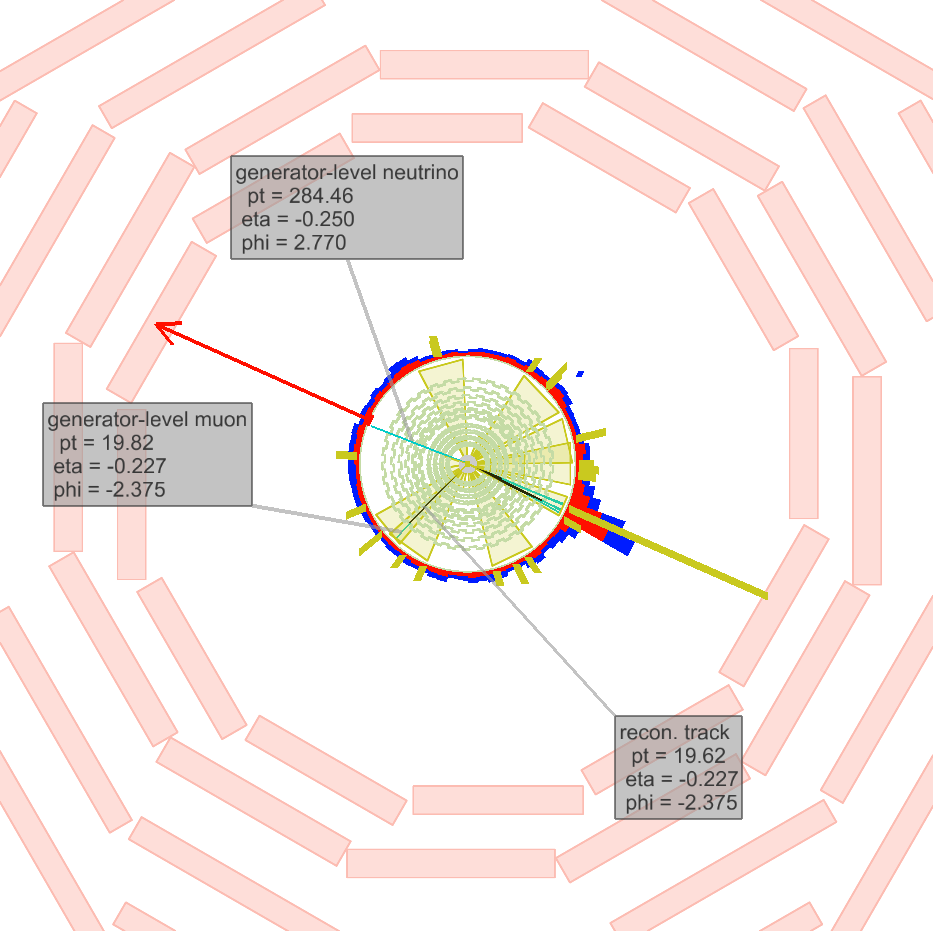 generator-level neutrino
pt = 284.46
eta = -0.250
phi = 2.770
generator-level muon
pt = 19.82
eta = -0.227
phi = -2.375
recon. track
pt = 19.62
eta = -0.227
phi = -2.375